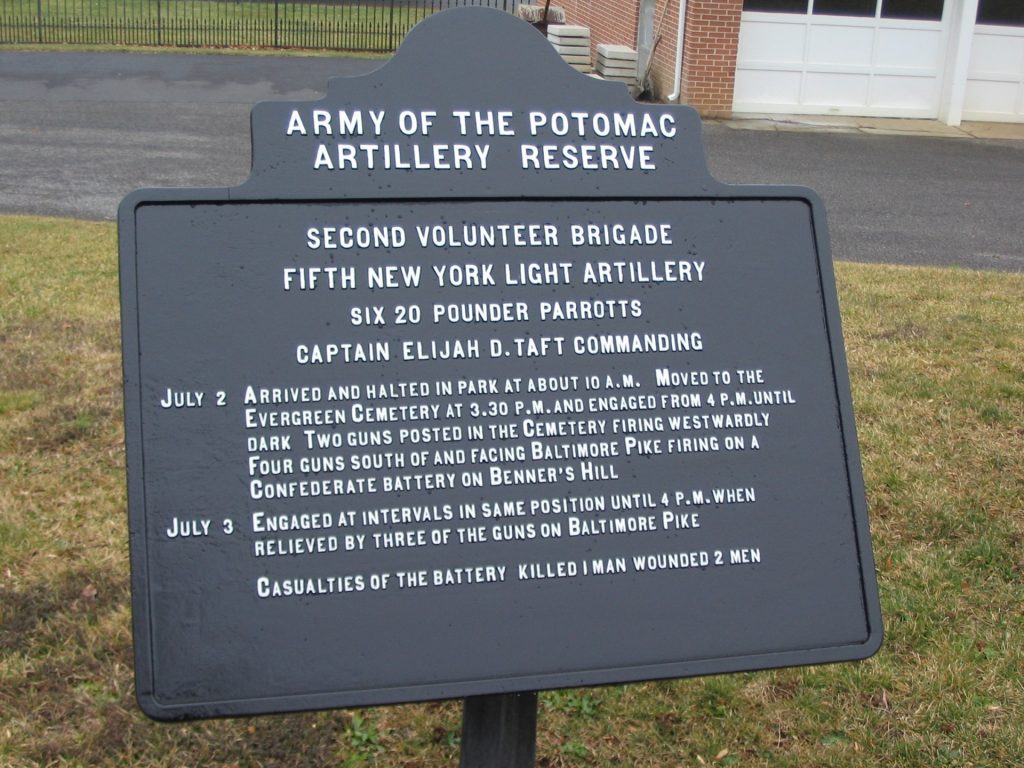 ARMY OF THE POTOMAC
ARTILLERY RESERVE
SECOND VOLUNTEER BRIGADE
FIFTH NEW YORK LIGHT ARTILLERY
SIX 20 POUNDER PARROTTS
CAPTAIN ELIJAH D. TAFT COMMANDING
JULY 2 ARRIVED AND HALTED IN PARK AT ABOUT 10 A.M. MOVED TO THE
EVERGREEN CEMETERY AT 3.30 P.M. AND ENGAGED FROM 4 P.M. UNTIL
DARK TWO GUNS POSTED IN THE CEMETERY FIRING WESTWARDLY
FOUR GUNS SOUTH OF AND FACING BALTIMORE PIKE FIRING ON A
CONFEDERATE BATTERY ON BENNER'S HILL
JULY 3 ENGAGED AT INTERVALS IN SAME POSITION UNTIL 4 P.M. WHEN
RELIEVED BY THREE OF THE GUNS ON BALTIMORE PIKE
CASUALTIES OF THE BATTERY KILLED 1 MAN WOUNDED 2 MEN